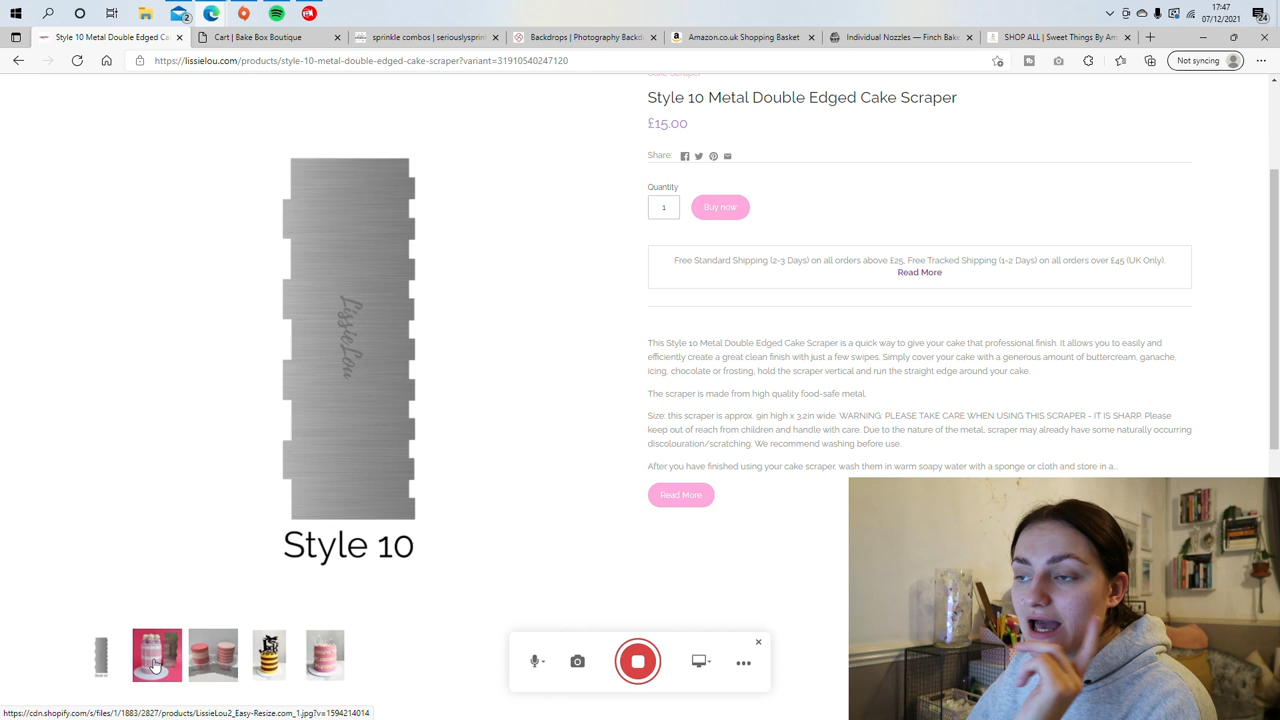 17:47
07/12/2021
24
2
Style 10 Metal Double Edged Ca
Cart | Bake Box Boutique
sprinkle combos | seriouslysprin
Backdrops | Photography Backd
Amazon.co.uk Shopping Basket
Individual Nozzles — Finch Bak
SHOP ALL | Sweet Things By Am
https://lissielou.com/products/style-10-metal-double-edged-cake-scraper?variant=31910540247120
Not syncing
Cake Scraper
Style 10 Metal Double Edged Cake Scraper
£15.00
Share:
Quantity
1
Buy now
Free Standard Shipping (2-3 Days) on all orders above £25, Free Tracked Shipping (1-2 Days) on all orders over £45 (UK Only).
Read More
This Style 10 Metal Double Edged Cake Scraper is a quick way to give your cake that professional finish. It allows you to easily and
efficiently create a great clean finish with just a few swipes. Simply cover your cake with a generous amount of buttercream, ganache,
icing, chocolate or frosting, hold the scraper vertical and run the straight edge around your cake.
The scraper is made from high quality food-safe metal.
Size: this scraper is approx. 9in high x 3.2in wide. WARNING: PLEASE TAKE CARE WHEN USING THIS SCRAPER - IT IS SHARP. Please
keep out of reach from children and handle with care. Due to the nature of the metal, scraper may already have some naturally occurring
discolouration/scratching. We recommend washing before use.
After you have finished using your cake scraper, wash them in warm soapy water with a sponge or cloth and store in a...
Read More
LissieLou
Style 10
https://cdn.shopify.com/s/files/1/1883/2827/products/LissieLou2_Easy-Resize.com_1.jpg?v=1594214014